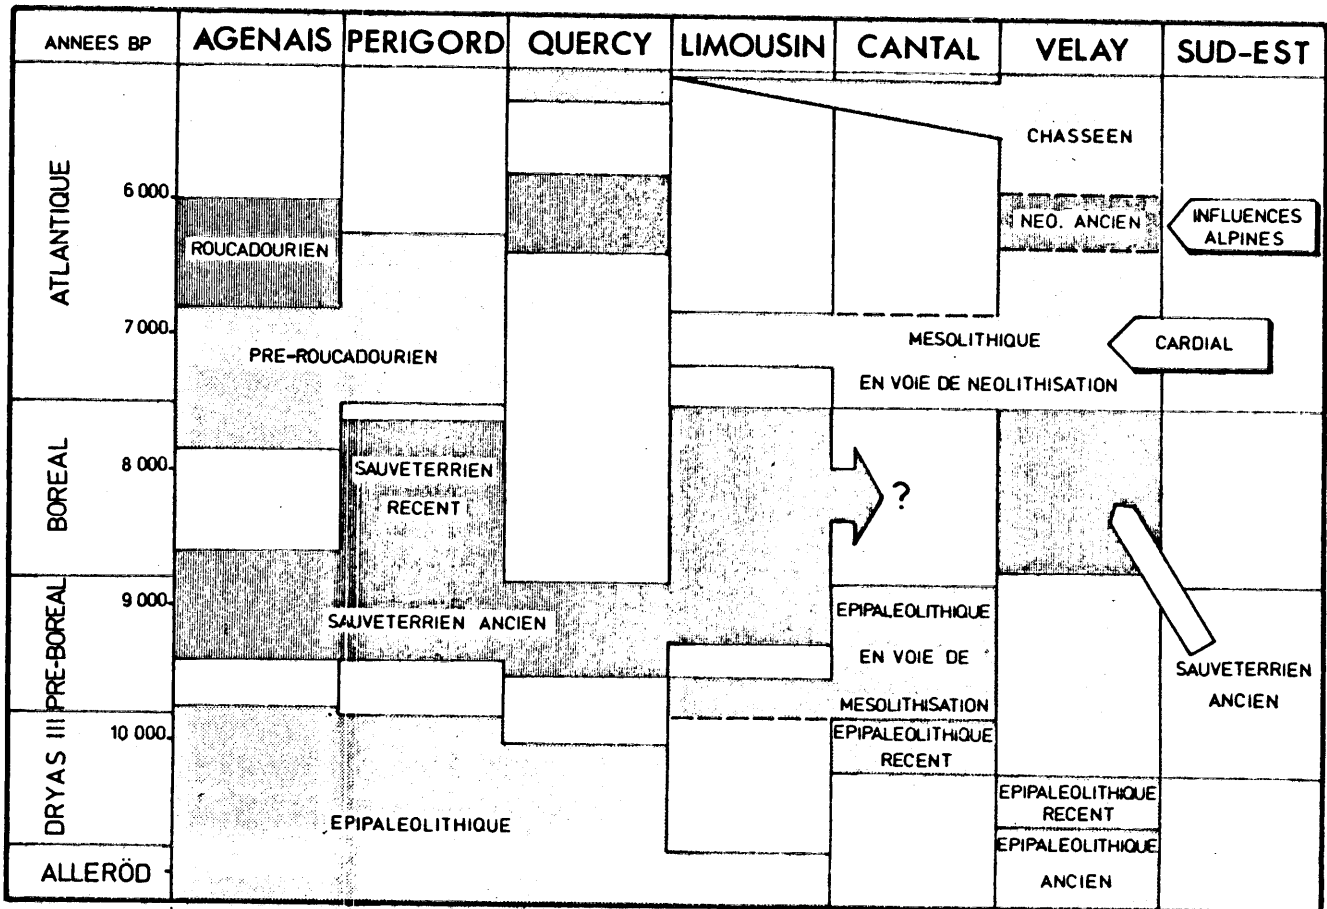 ANNEES BP
AGENAIS
PERIGORD
QUERCY
LIMOUSIN
CANTAL
VELAY
SUD-EST
ATLANTIQUE
BOREAL
PRE-BOREAL
DRYAS III
ALLERÖD
6 000
7 000
8 000
9 000
10 000
ROUCADOURIEN
PRE-ROUCADOURIEN
SAUVETERRIEN
RECENT
SAUVETERRIEN ANCIEN
EPIPALEOLITHIQUE
?
CHASSEEN
NEO. ANCIEN
INFLUENCES
ALPINES
MESOLITHIQUE
EN VOIE DE NEOLITHISATION
CARDIAL
EPIPALEOLITHIQUE
EN VOIE DE
MESOLITHISATION
EPIPALEOLITHIQUE
RECENT
SAUVETERRIEN
ANCIEN
EPIPALEOLITHIQUE
RECENT
EPIPALEOLITHIQUE
ANCIEN